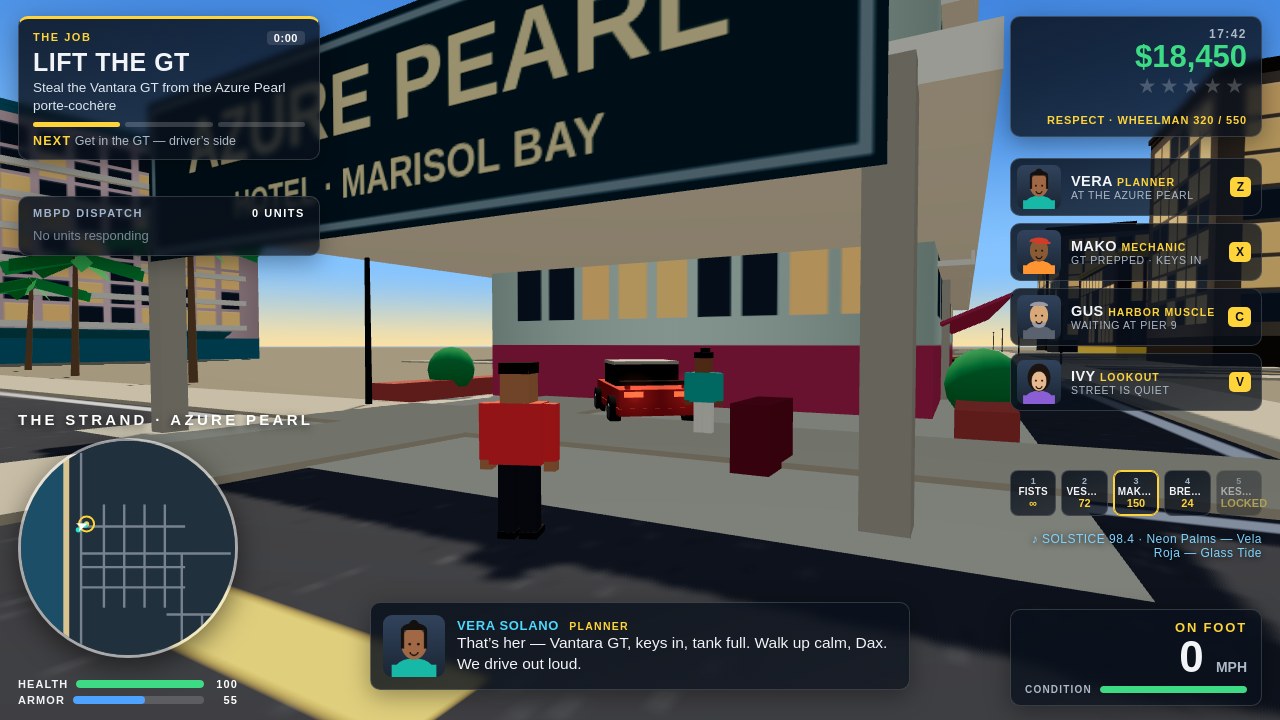 THE JOB
0:00
LIFT THE GT
Steal the Vantara GT from the Azure Pearl
porte-cochère
NEXT Get in the GT — driver's side
MBPD DISPATCH
0 UNITS
No units responding
AZURE PEARL
HOTEL · MARISOL BAY
17:42
$18,450
★★★★★
RESPECT · WHEELMAN 320 / 550
VERA PLANNER
AT THE AZURE PEARL
Z
MAKO MECHANIC
GT PREPPED · KEYS IN
X
GUS HARBOR MUSCLE
WAITING AT PIER 9
C
IVY LOOKOUT
STREET IS QUIET
V
THE STRAND · AZURE PEARL
1
FISTS
∞
2
VES…
72
3
MAK…
150
4
BRE…
24
5
KES…
LOCKED
♪ SOLSTICE 98.4 · Neon Palms — Vela
Roja — Glass Tide
VERA SOLANO PLANNER
That's her — Vantara GT, keys in, tank full. Walk up calm, Dax.
We drive out loud.
ON FOOT
0 MPH
CONDITION
HEALTH 100
ARMOR 55